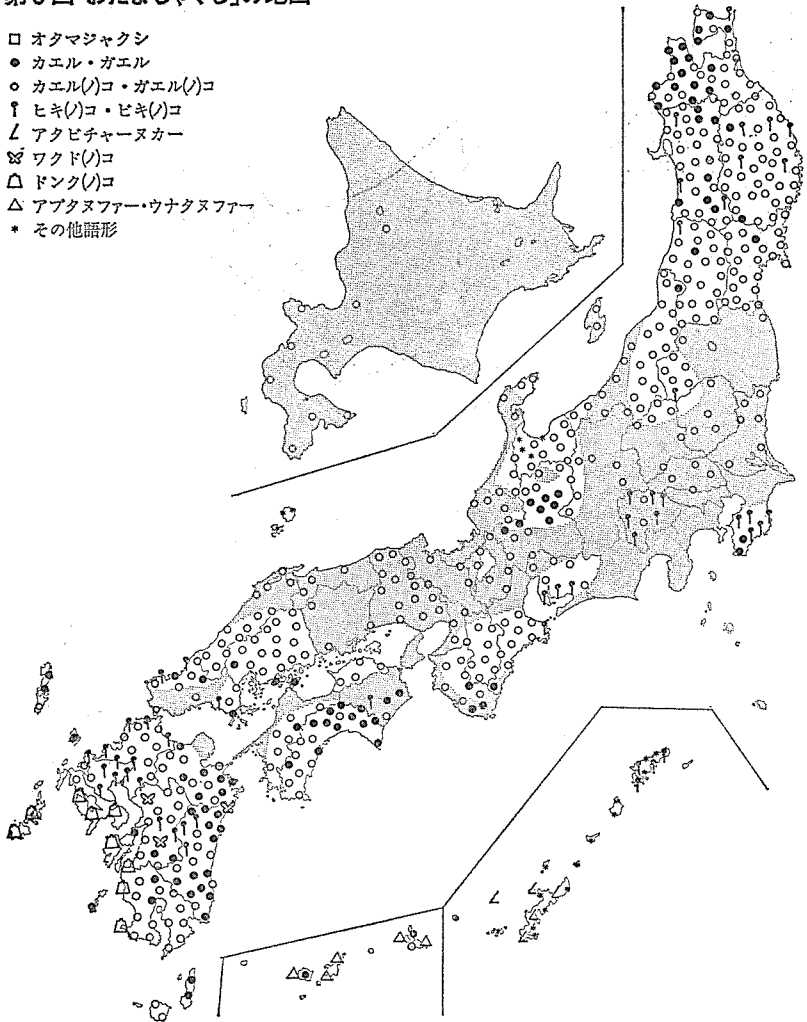 「おたまじゃくし」の地図
オタマジャクシ
カエル・ガエル
カエル(ノ)コ・ガエル(ノ)コ
ヒキ(ノ)コ・ビキ(ノ)コ
アタビチャーヌカー
ワクド(ノ)コ
ドンク(ノ)コ
アブタヌファー・ウナタヌファー
その他語形